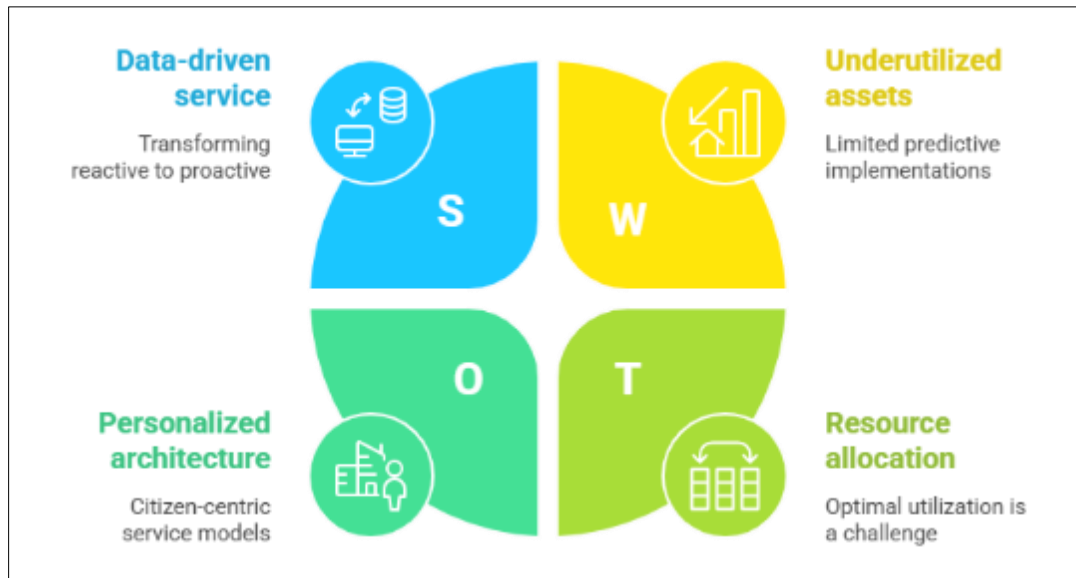 Data-driven
service
Transforming
reactive to proactive
S
Underutilized
assets
Limited predictive
implementations
W
Personalized
architecture
Citizen-centric
service models
O
Resource
allocation
Optimal utilization is
a challenge
T